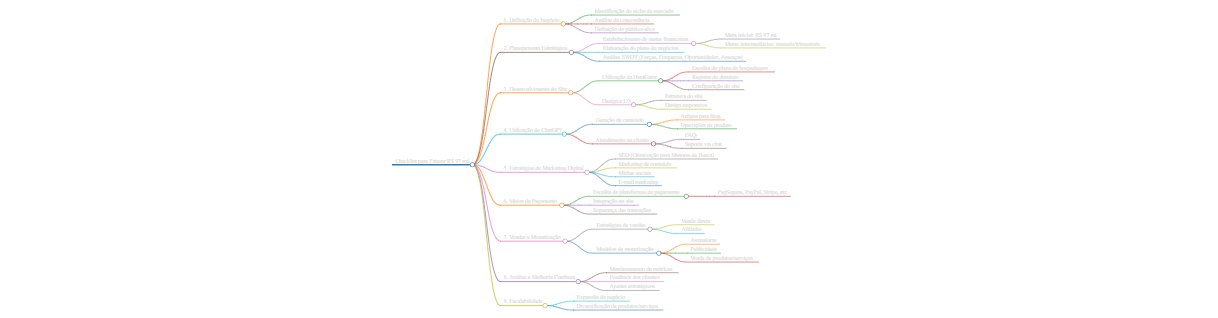 Checklist para Faturar R$ 97 mil
1. Definição do Negócio
Identificação do nicho de mercado
Análise da concorrência
Definição do público-alvo
2. Planejamento Estratégico
Estabelecimento de metas financeiras
Meta inicial: R$ 97 mil
Metas intermediárias: mensais/trimestrais
Elaboração do plano de negócios
Análise SWOT (Forças, Fraquezas, Oportunidades, Ameaças)
3. Desenvolvimento do Site
Utilização da HostGator
Escolha do plano de hospedagem
Registro de domínio
Configuração do site
Design e UX
Estrutura do site
Design responsivo
4. Utilização do ChatGPT
Geração de conteúdo
Artigos para blog
Descrições de produto
Atendimento ao cliente
FAQs
Suporte via chat
5. Estratégias de Marketing Digital
SEO (Otimização para Motores de Busca)
Marketing de conteúdo
Mídias sociais
E-mail marketing
6. Meios de Pagamento
Escolha de plataformas de pagamento
PagSeguro, PayPal, Stripe, etc.
Integração ao site
Segurança das transações
7. Vendas e Monetização
Estratégias de vendas
Venda direta
Afiliados
Modelos de monetização
Assinaturas
Publicidade
Venda de produtos/serviços
8. Análise e Melhoria Contínua
Monitoramento de métricas
Feedback dos clientes
Ajustes estratégicos
9. Escalabilidade
Expansão do negócio
Diversificação de produtos/serviços